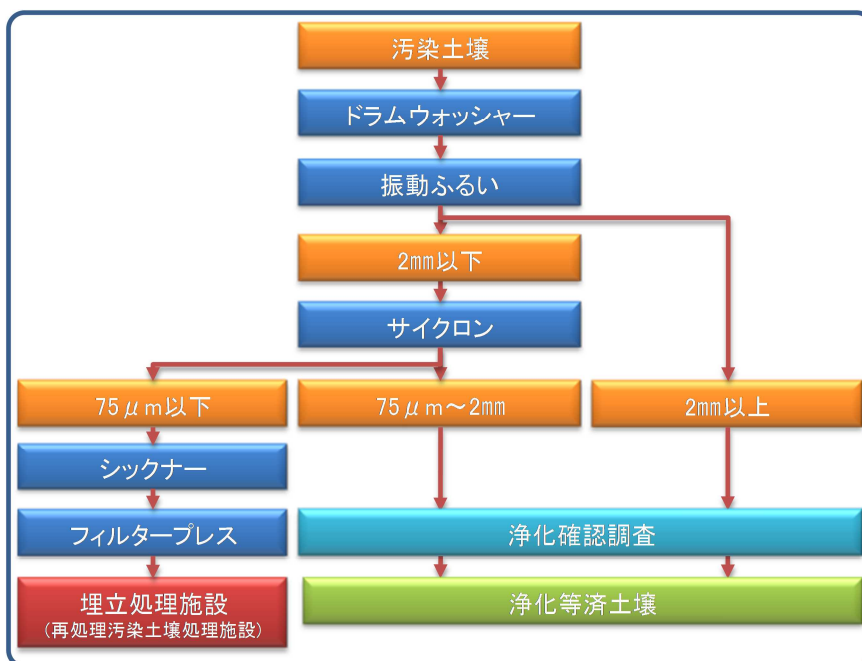 汚染土壌
ドラムウォッシャー
振動ふるい
2mm以下
サイクロン
75μm以下
75μm～2mm
2mm以上
シックナー
フィルタープレス
浄化確認調査
埋立処理施設
(再処理汚染土壌処理施設)
浄化等済土壌